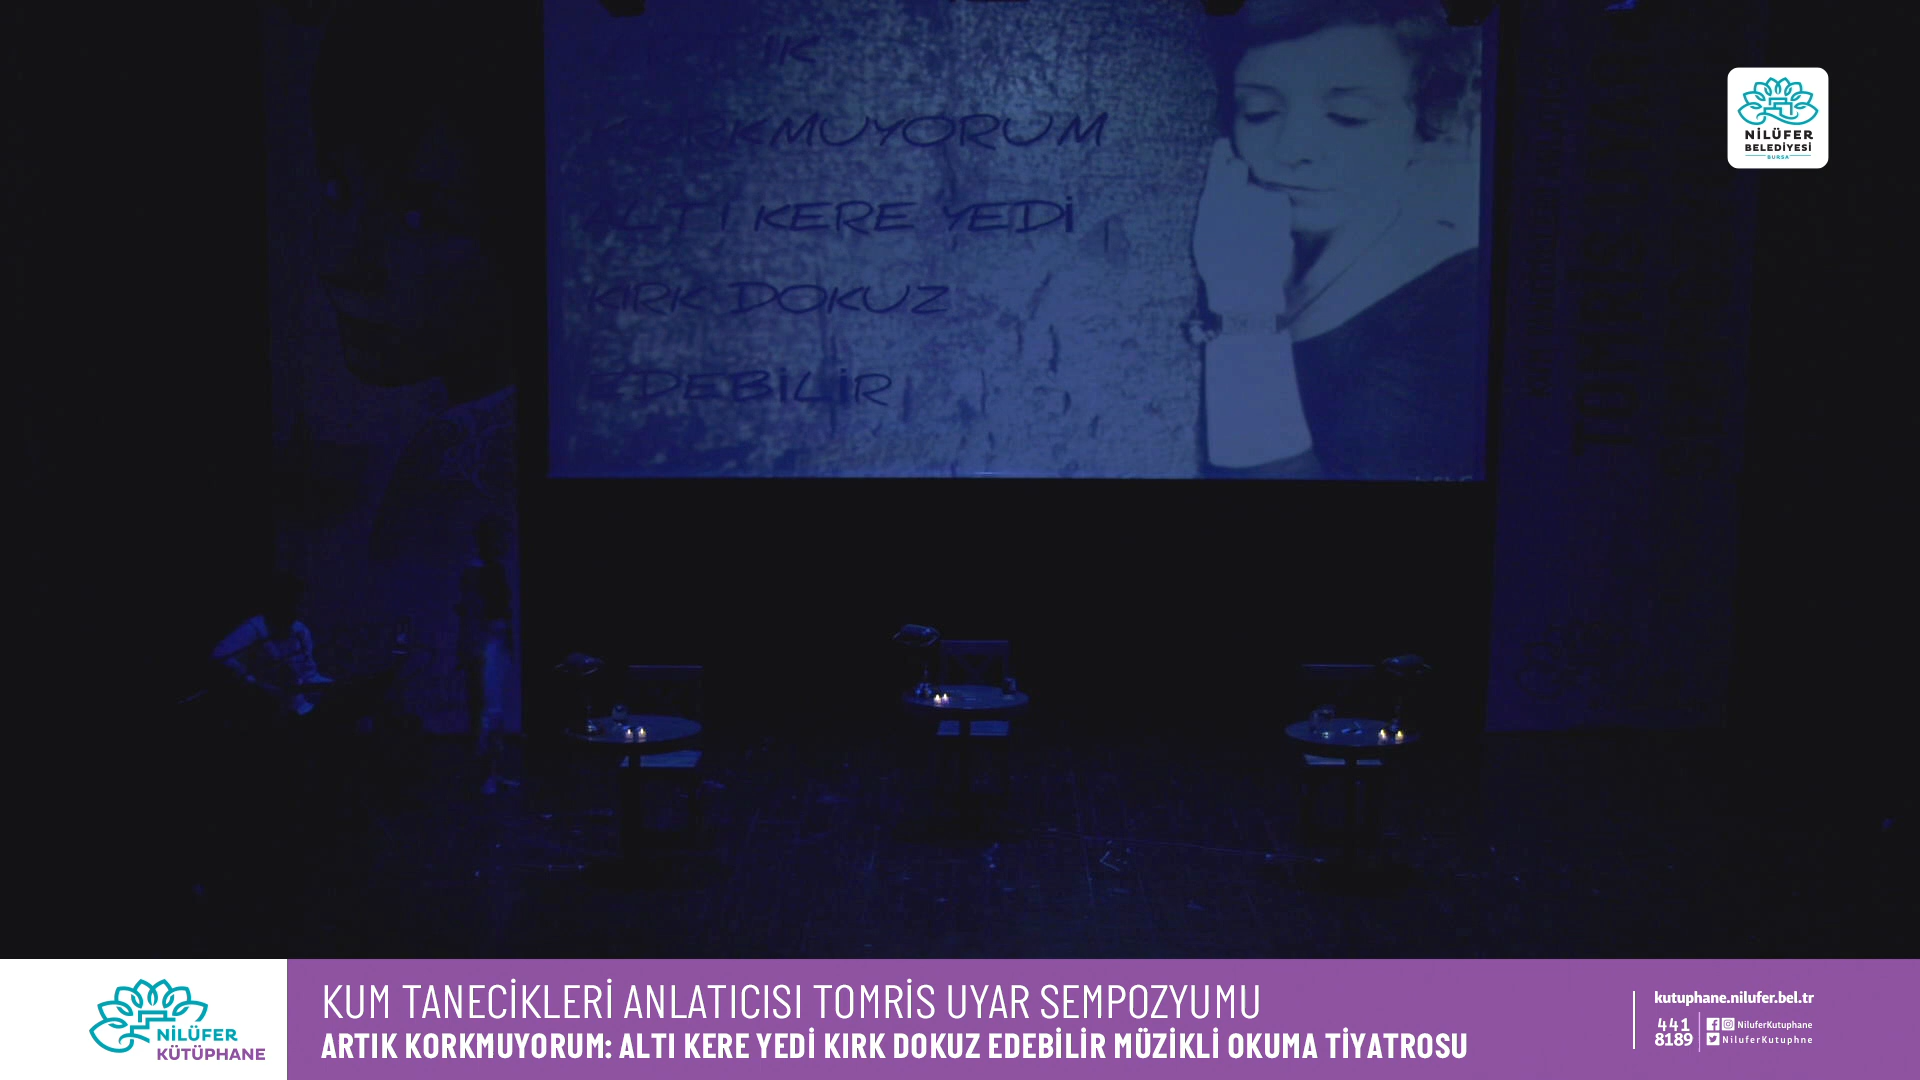 KORKMUYORUM
ALTI KERE YEDİ
KIRK DOKUZ
EDEBİLİR
TOMRİS UYAR
NİLÜFER
BELEDİYESİ
BURSA
NİLÜFER
KÜTÜPHANE
KUM TANECİKLERİ ANLATICISI TOMRİS UYAR SEMPOZYUMU
ARTIK KORKMUYORUM: ALTI KERE YEDİ KIRK DOKUZ EDEBİLİR MÜZİKLİ OKUMA TİYATROSU
kutuphane.nilufer.bel.tr
441
8189
NiluferKutuphane
NiluferKutuphne